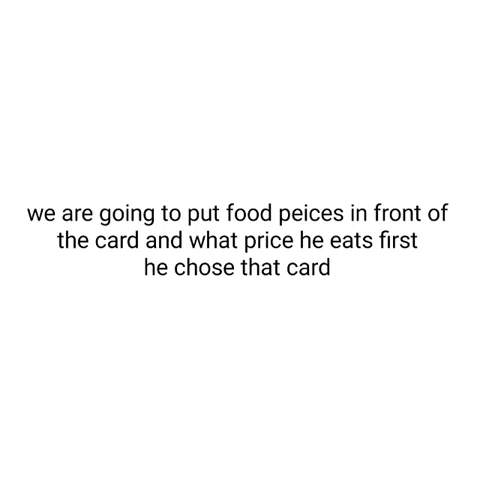 we are going to put food peices in front of
the card and what price he eats first
he chose that card